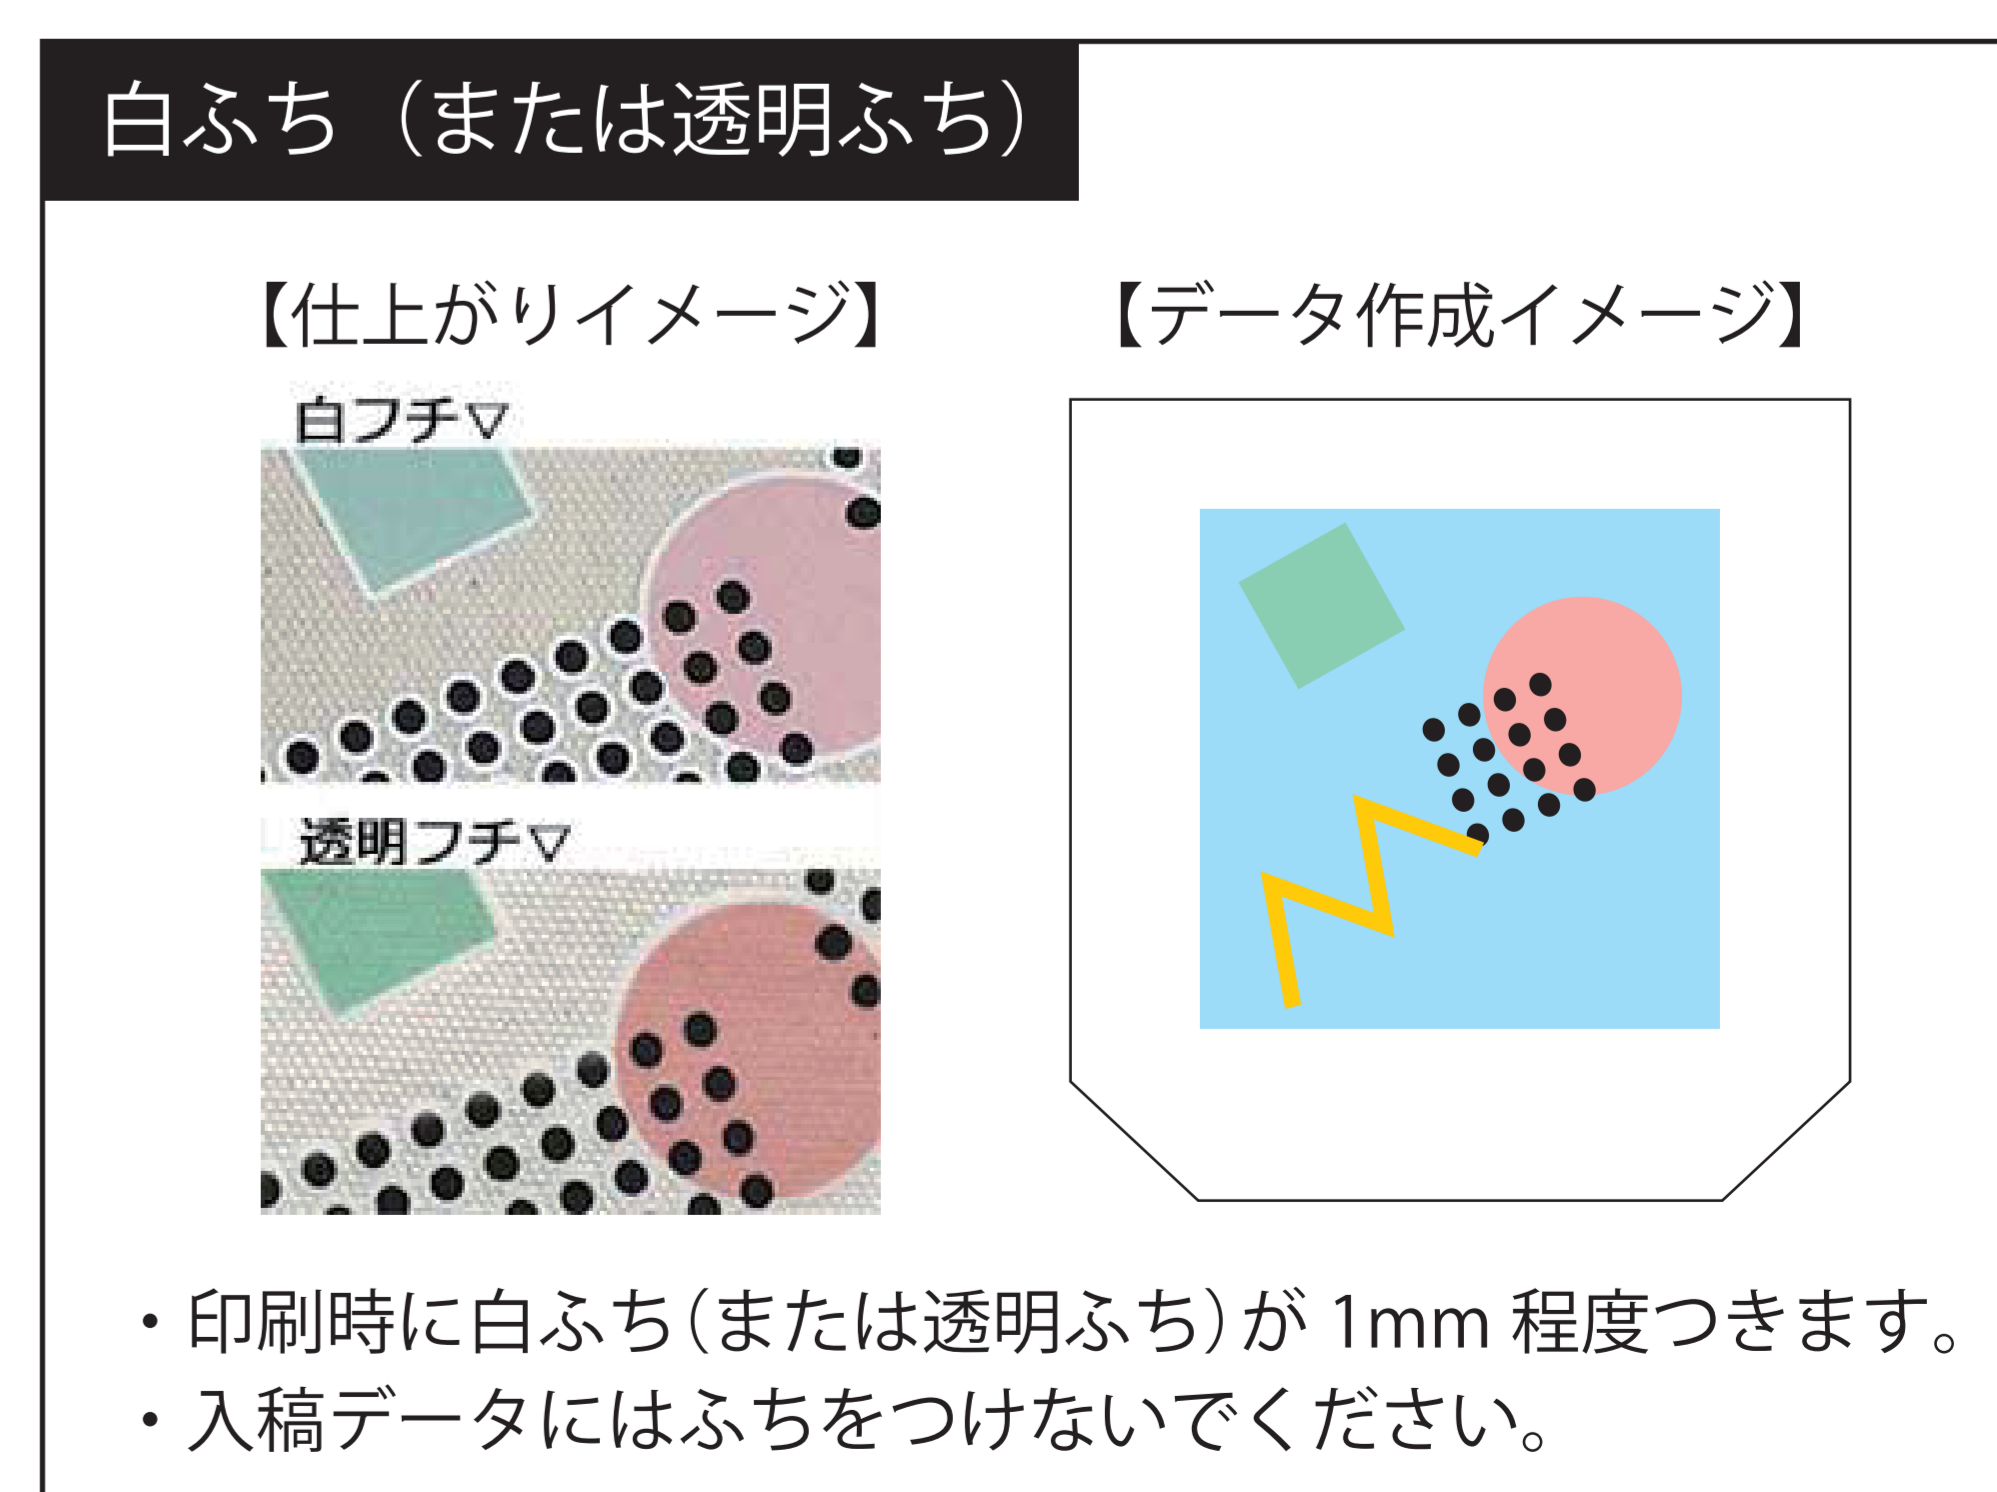 白ふち（または透明ふち）
【仕上がりイメージ】
【データ作成イメージ】
白フチ▽
透明フチ▽
・印刷時に白ふち（または透明ふち）が 1mm 程度つきます。
・入稿データにはふちをつけないでください。